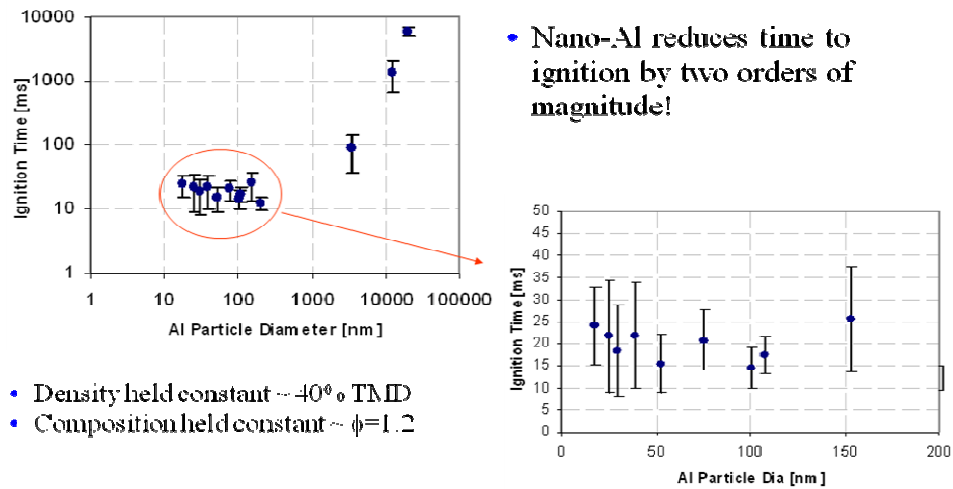 10000
1000
100
10
1
Ignition Time [ms]
1 10 100 1000 10000 100000
Al Particle Diameter [nm]
• Nano-Al reduces time to
ignition by two orders of
magnitude!
50
45
40
35
30
25
20
15
10
5
0
Ignition Time [ms]
0 50 100 150 200
Al Particle Dia [nm]
• Density held constant ~ 40% TMD
• Composition held constant ~ ϕ=1.2